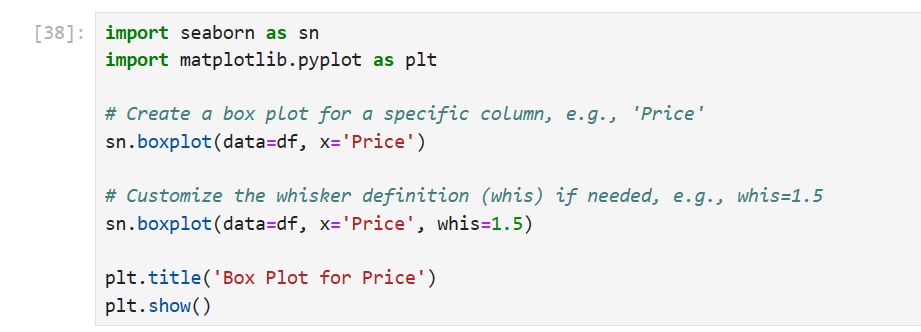 [38]:
import seaborn as sn
import matplotlib.pyplot as plt
# Create a box plot for a specific column, e.g., 'Price'
sn.boxplot(data=df, x='Price')
# Customize the whisker definition (whis) if needed, e.g., whis=1.5
sn.boxplot(data=df, x='Price', whis=1.5)
plt.title('Box Plot for Price')
plt.show()